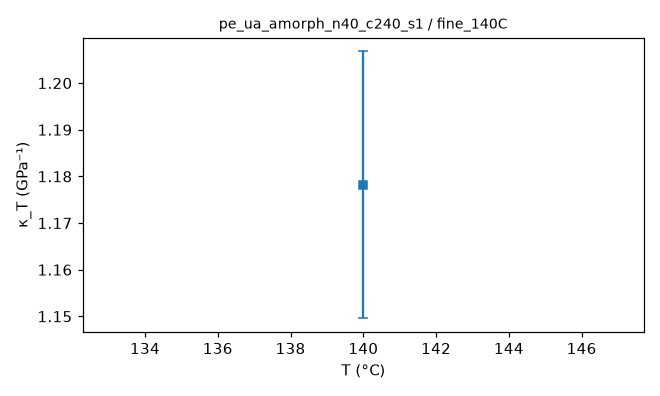 pe_ua_amorph_n40_c240_s1 / fine_140C
κ_T (GPa⁻¹)
1.20
1.19
1.18
1.17
1.16
1.15
134 136 138 140 142 144 146
T (°C)